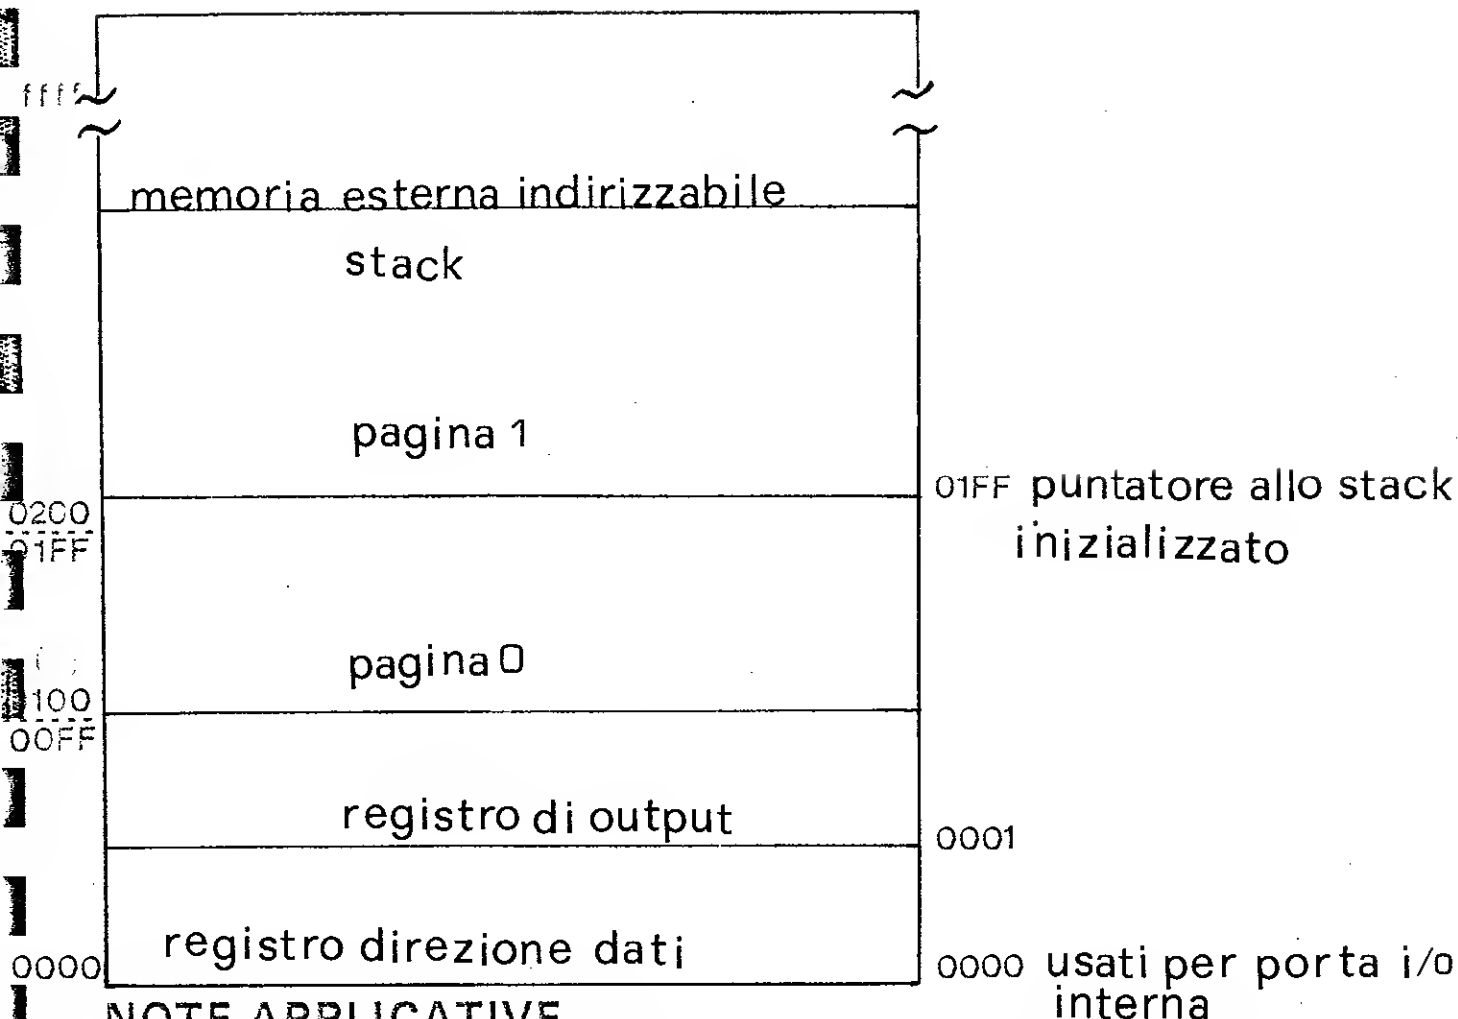 ffff
memoria esterna indirizzabile
stack
pagina 1
01FF puntatore allo stack
inizializzato
0200
01FF
pagina 0
100
00FF
registro di output
0001
registro direzione dati
0000
0000 usati per porta i/o
interna
NOTE APPLICATIVE